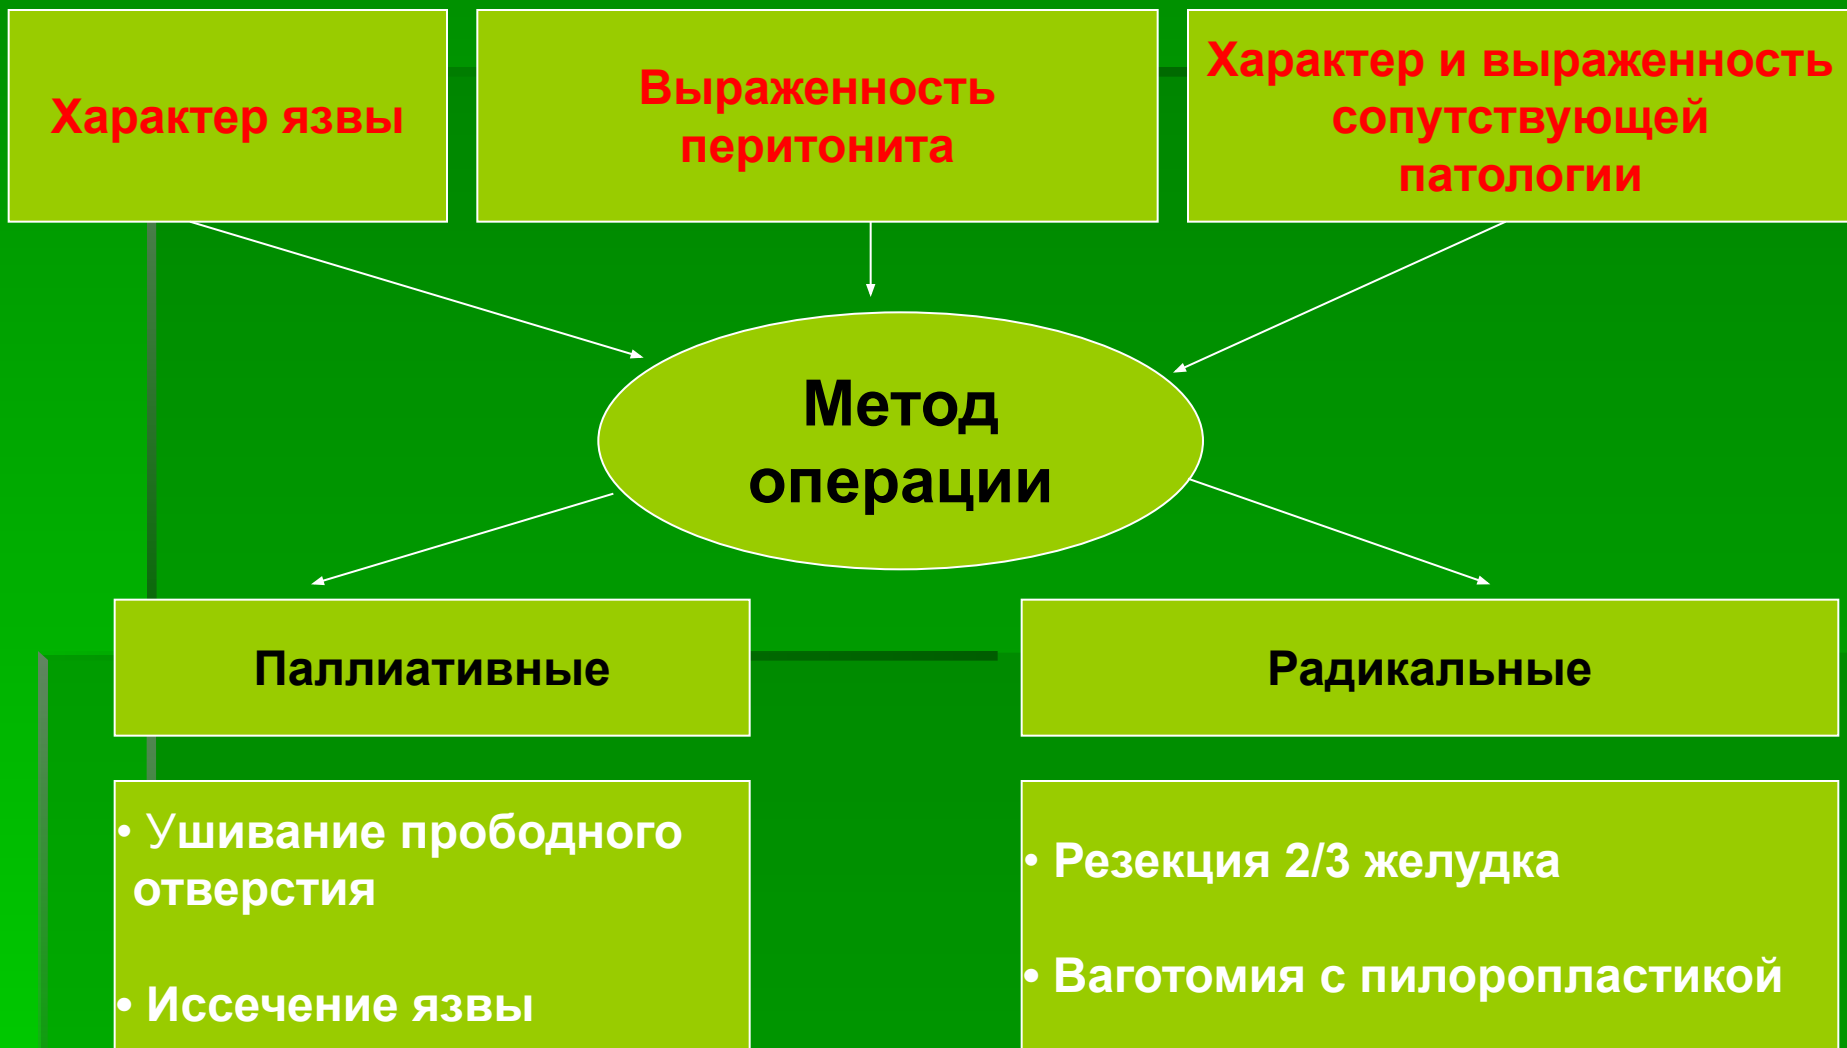 Характер язвы
Выраженность
перитонита
Характер и выраженность
сопутствующей
патологии
Метод
операции
Паллиативные
Радикальные
• Ушивание прободного
отверстия
• Иссечение язвы
• Резекция 2/3 желудка
• Ваготомия с пилоропластикой